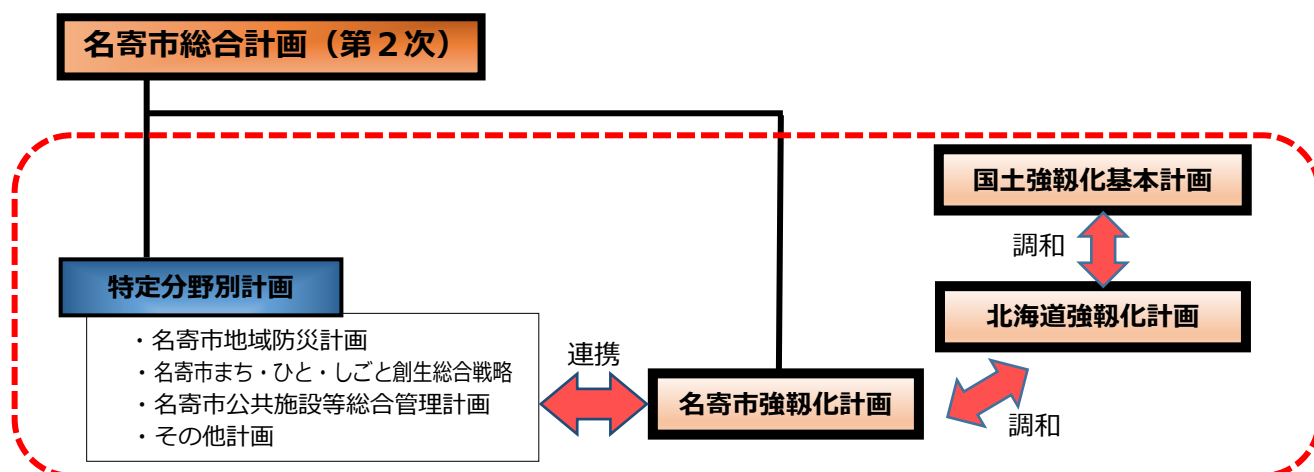 名寄市総合計画（第２次）
国土強靱化基本計画
調和
特定分野別計画
北海道強靱化計画
・名寄市地域防災計画
・名寄市まち・ひと・しごと創生総合戦略
・名寄市公共施設等総合管理計画
・その他計画
連携
名寄市強靱化計画
調和